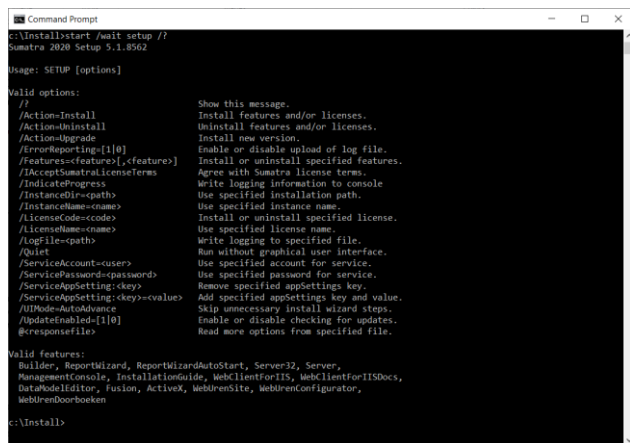 Command Prompt
c:\Install>start /wait setup /?
Sumatra 2020 Setup 5.1.8562
Usage: SETUP [options]
Valid options:
/? Show this message.
/Action=Install Install features and/or licenses.
/Action=Uninstall Uninstall features and/or licenses.
/Action=Upgrade Install new version.
/ErrorReporting=[1|0] Enable or disable upload of log file.
/Features=<feature>[,<feature>] Install or uninstall specified features.
/IAcceptSumatraLicenseTerms Agree with Sumatra license terms.
/IndicateProgress Write logging information to console
/InstanceDir=<path> Use specified installation path.
/InstanceName=<name> Use specified instance name.
/LicenseCode=<code> Install or uninstall specified license.
/LicenseName=<name> Use specified license name.
/LogFile=<path> Write logging to specified file.
/Quiet Run without graphical user interface.
/ServiceAccount=<user> Use specified account for service.
/ServicePassword=<password> Use specified password for service.
/ServiceAppSetting:<key> Remove specified appSettings key.
/ServiceAppSetting:<key>=<value> Add specified appSettings key and value.
/UIMode=AutoAdvance Skip unnecessary install wizard steps.
/UpdateEnabled=[1|0] Enable or disable checking for updates.
@<responsefile> Read more options from specified file.
Valid features:
Builder, ReportWizard, ReportWizardAutoStart, Server32, Server,
ManagementConsole, InstallationGuide, WebClientForIIS, WebClientForIISDocs,
DataModelEditor, Fusion, ActiveX, WebUrenSite, WebUrenConfigurator,
WebUrenDoorboeken
c:\Install>